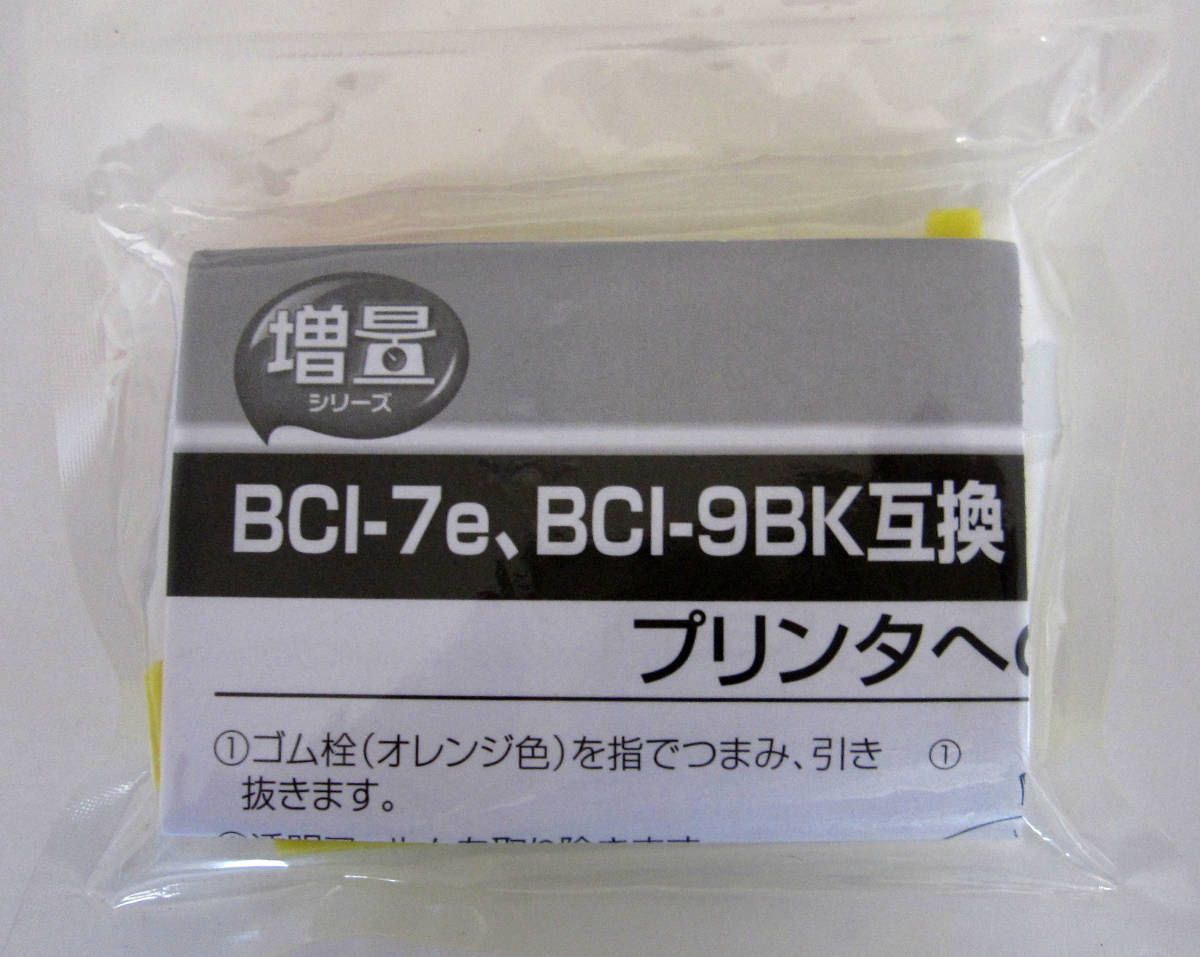 増量
シリーズ
BCI-7e、BCI-9BK互換
プリンタへ
①ゴム栓(オレンジ色)を指でつまみ、引き
抜きます。
①